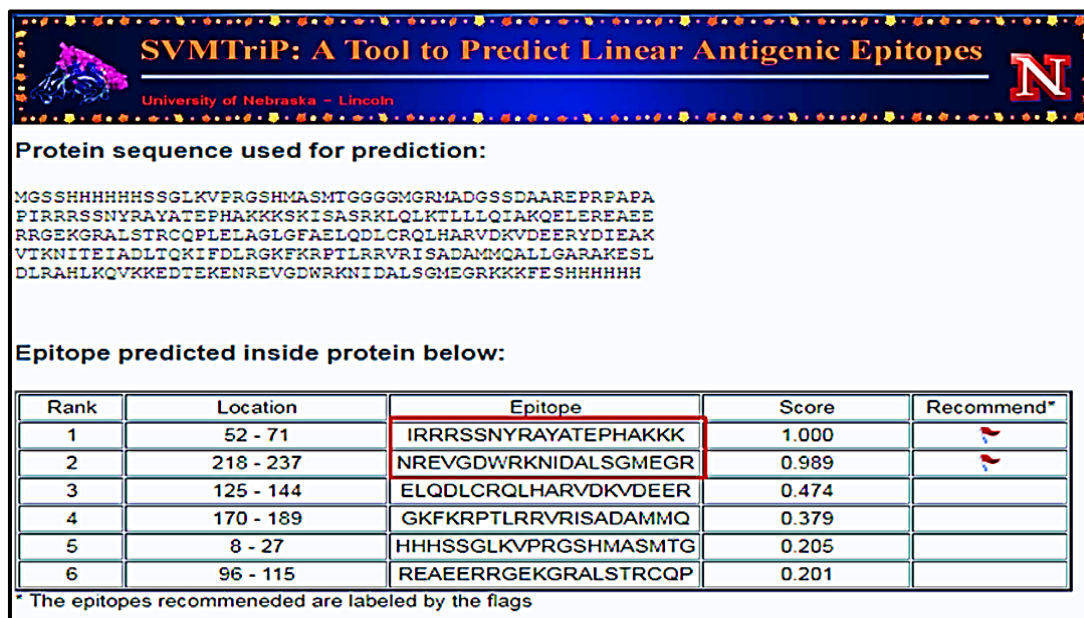 SVMTriP: A Tool to Predict Linear Antigenic Epitopes
N
University of Nebraska – Lincoln
Protein sequence used for prediction:
MGSSHHHHHHSSGLKVPRGSHMASMTGGGGMGRMADGSSDAAREPRPAPA
PIRRRSSNYRAYATEPHAKKKSKISASRKLQLKTLLLQIAKQELEREAEE
RRGEKGRALSTRCQPLELAGLGFAELQDLCRQLHARVDKVDEERYDIEAK
VTKNITEIADLTQKIFDLRGKFKRPTLRRVRISADAMMQALLGARAKESL
DLRAHLKQVKKEDTEKENREVGDWRKNIDALSGMEGRKKKFESHHHHHH
Epitope predicted inside protein below:
Rank Location Epitope Score Recommend*
1 52 - 71 IRRRSSNYRAYATEPHAKKK 1.000
2 218 - 237 NREVGDWRKNIDALSGMEGR 0.989
3 125 - 144 ELQDLCRQLHARVDKVDEER 0.474
4 170 - 189 GKFKRPTLRRVRISADAMMQ 0.379
5 8 - 27 HHHSSGLKVPRGSHMASMTG 0.205
6 96 - 115 REAEERRGEKGRALSTRCQP 0.201
* The epitopes recommeneded are labeled by the flags